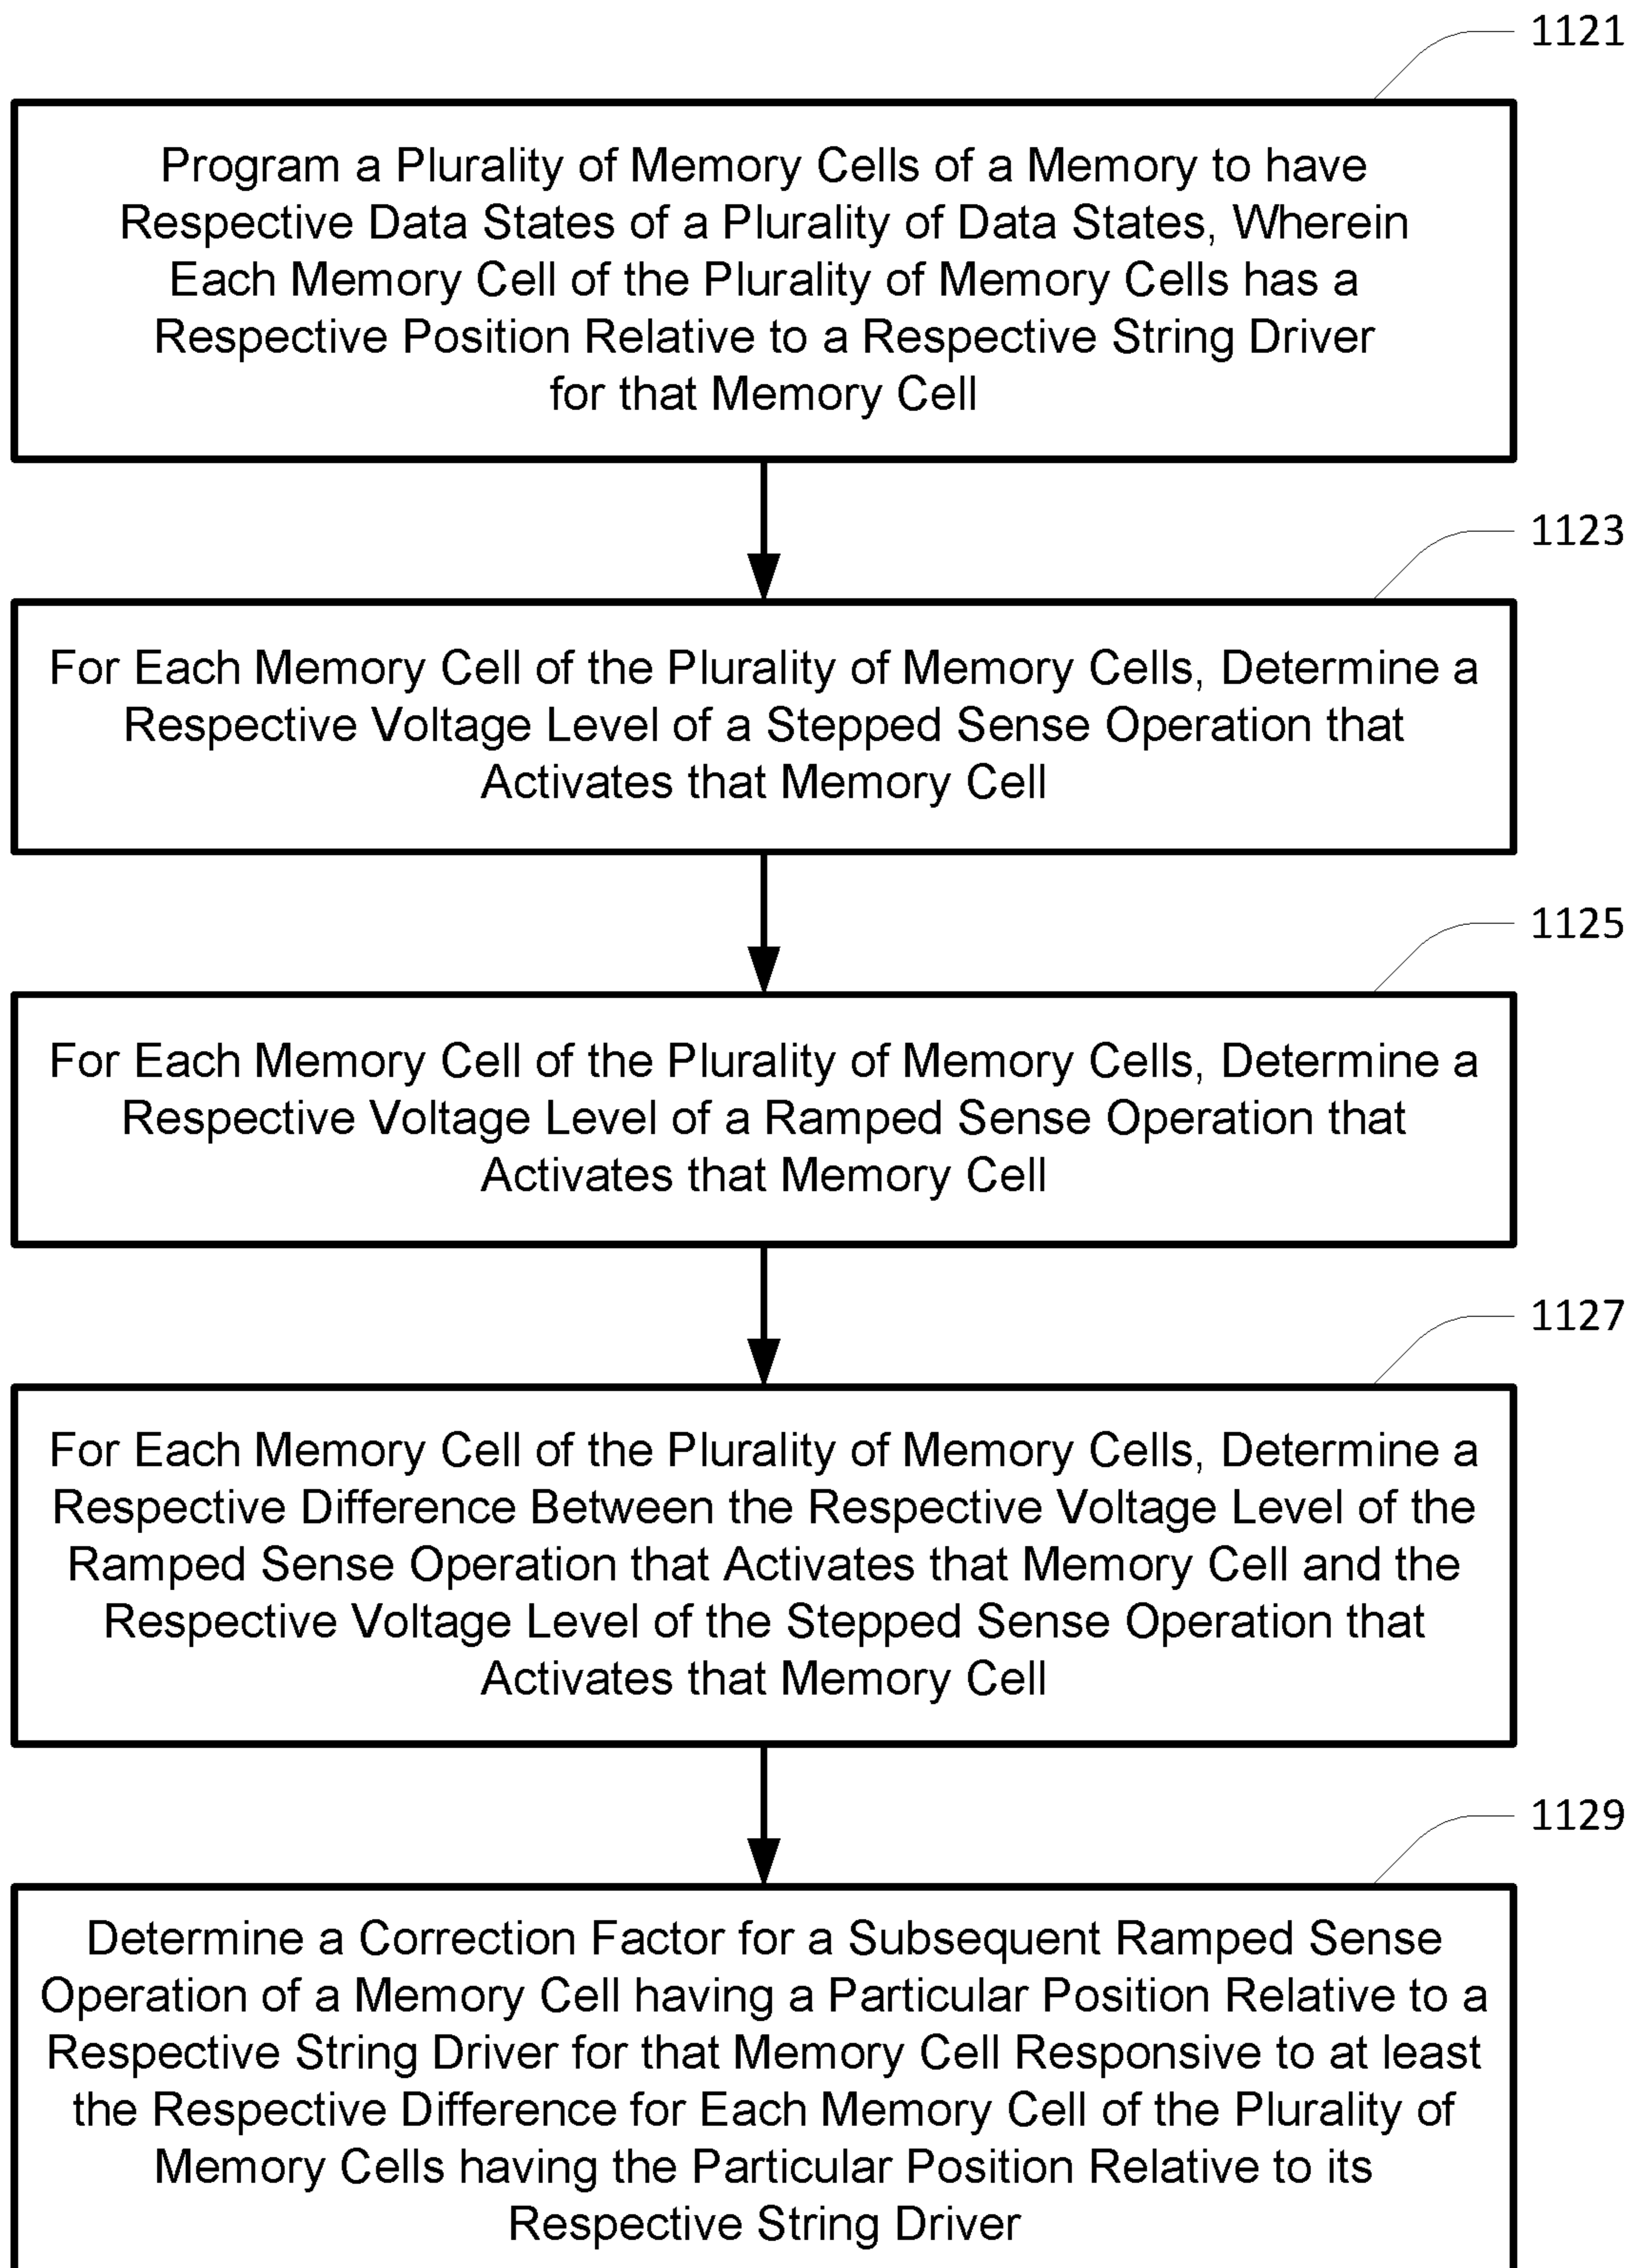 1121
Program a Plurality of Memory Cells of a Memory to have
Respective Data States of a Plurality of Data States, Wherein
Each Memory Cell of the Plurality of Memory Cells has a
Respective Position Relative to a Respective String Driver
for that Memory Cell
1123
For Each Memory Cell of the Plurality of Memory Cells, Determine a
Respective Voltage Level of a Stepped Sense Operation that
Activates that Memory Cell
1125
For Each Memory Cell of the Plurality of Memory Cells, Determine a
Respective Voltage Level of a Ramped Sense Operation that
Activates that Memory Cell
1127
For Each Memory Cell of the Plurality of Memory Cells, Determine a
Respective Difference Between the Respective Voltage Level of the
Ramped Sense Operation that Activates that Memory Cell and the
Respective Voltage Level of the Stepped Sense Operation that
Activates that Memory Cell
1129
Determine a Correction Factor for a Subsequent Ramped Sense
Operation of a Memory Cell having a Particular Position Relative to a
Respective String Driver for that Memory Cell Responsive to at least
the Respective Difference for Each Memory Cell of the Plurality of
Memory Cells having the Particular Position Relative to its
Respective String Driver